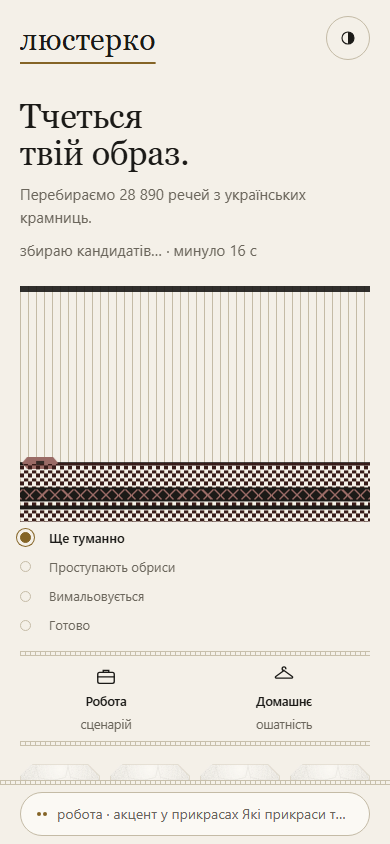 люстерко
Тчеться
твій образ.
Перебираємо 28 890 речей з українських
крамниць.
збираю кандидатів... · минуло 16 с
Ще туманно
Проступають обриси
Вимальовується
Готово
Робота
сценарій
Домашнє
ошатність
робота · акцент у прикрасах Які прикраси т...